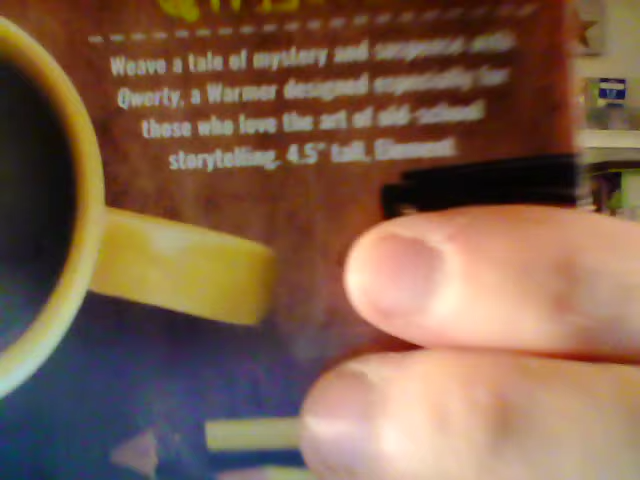 Weave a tale of mystery and suspense with
Qwerty, a Warmer designed especially for
those who love the art of old-school
storytelling. 4.5" tall, Element